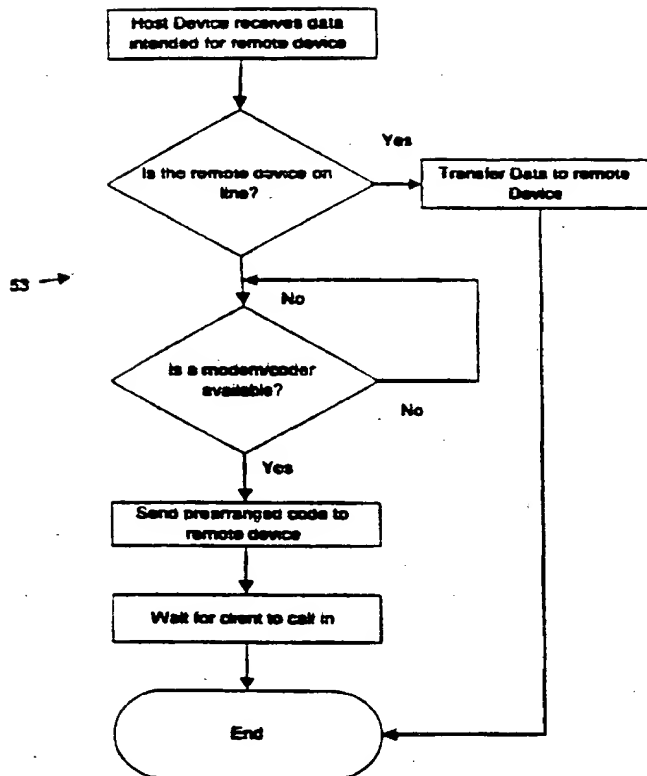 Host Device receives data
intended for remote device
Is the remote device on
line?
Yes
Transfer Data to remote
Device
53
No
Is a modem/coder
available?
No
Yes
Send prearranged code to
remote device
Wait for client to call in
End